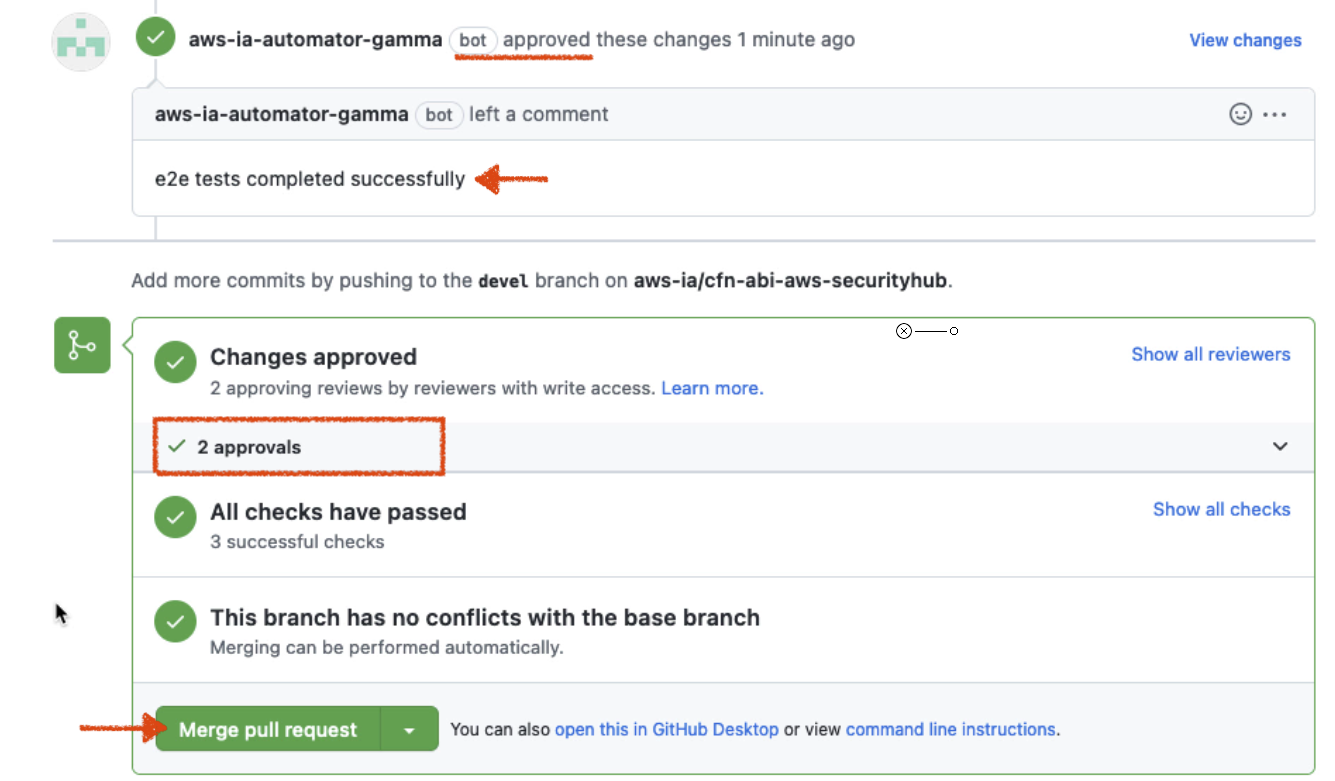 aws-ia-automator-gamma bot approved these changes 1 minute ago View changes
aws-ia-automator-gamma bot left a comment
e2e tests completed successfully
Add more commits by pushing to the devel branch on aws-ia/cfn-abi-aws-securityhub.
Changes approved Show all reviewers
2 approving reviews by reviewers with write access. Learn more.
2 approvals
All checks have passed Show all checks
3 successful checks
This branch has no conflicts with the base branch
Merging can be performed automatically.
Merge pull request You can also open this in GitHub Desktop or view command line instructions.